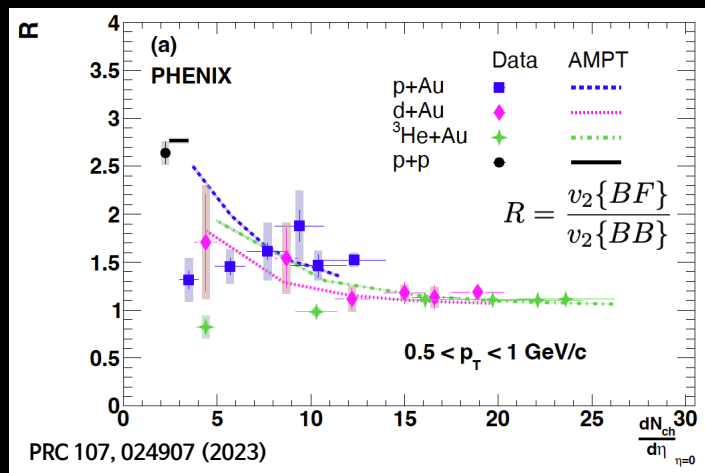 R
4
3.5
3
2.5
2
1.5
1
0.5
0
(a)
PHENIX
Data AMPT
p+Au
d+Au
³He+Au
p+p
R = v₂{BF} / v₂{BB}
0.5 < p_T < 1 GeV/c
0 5 10 15 20 25 30
dN_ch
dη η=0
PRC 107, 024907 (2023)